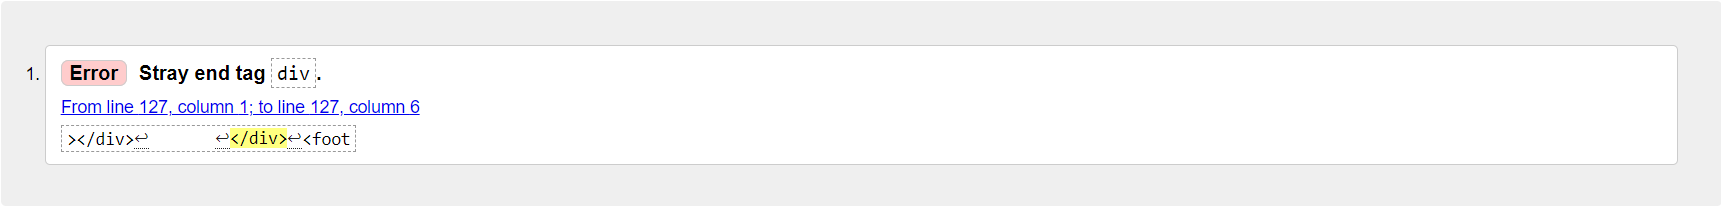 1. Error Stray end tag div.
From line 127, column 1; to line 127, column 6
></div>↩ ↩</div>↩<foot